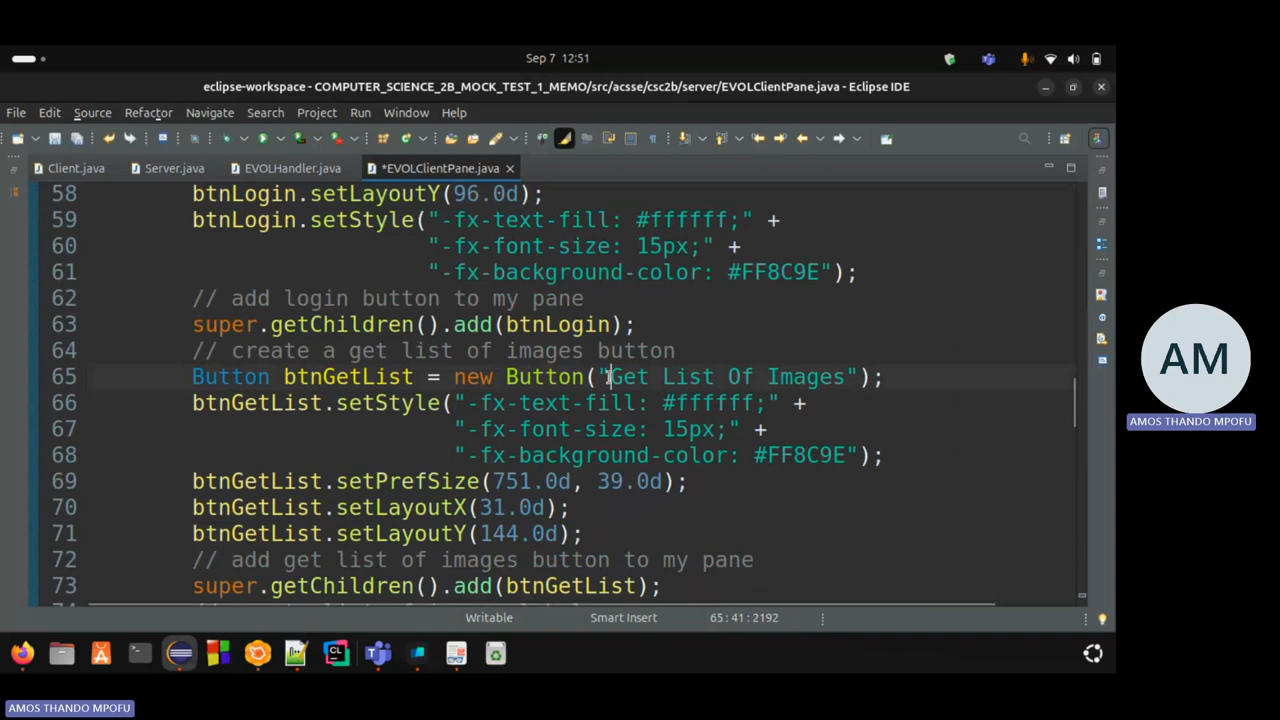 Sep 7 12:51
eclipse-workspace - COMPUTER_SCIENCE_2B_MOCK_TEST_1_MEMO/src/acsse/csc2b/server/EVOLClientPane.java - Eclipse IDE
File Edit Source Refactor Navigate Search Project Run Window Help
Client.java Server.java EVOLHandler.java *EVOLClientPane.java
58 btnLogin.setLayoutY(96.0d);
59 btnLogin.setStyle("-fx-text-fill: #ffffff;" +
60 "-fx-font-size: 15px;" +
61 "-fx-background-color: #FF8C9E");
62 // add login button to my pane
63 super.getChildren().add(btnLogin);
64 // create a get list of images button
65 Button btnGetList = new Button("Get List Of Images");
66 btnGetList.setStyle("-fx-text-fill: #ffffff;" +
67 "-fx-font-size: 15px;" +
68 "-fx-background-color: #FF8C9E");
69 btnGetList.setPrefSize(751.0d, 39.0d);
70 btnGetList.setLayoutX(31.0d);
71 btnGetList.setLayoutY(144.0d);
72 // add get list of images button to my pane
73 super.getChildren().add(btnGetList);
Writable Smart Insert 65:41:2192
AM
AMOS THANDO MPOFU
AMOS THANDO MPOFU